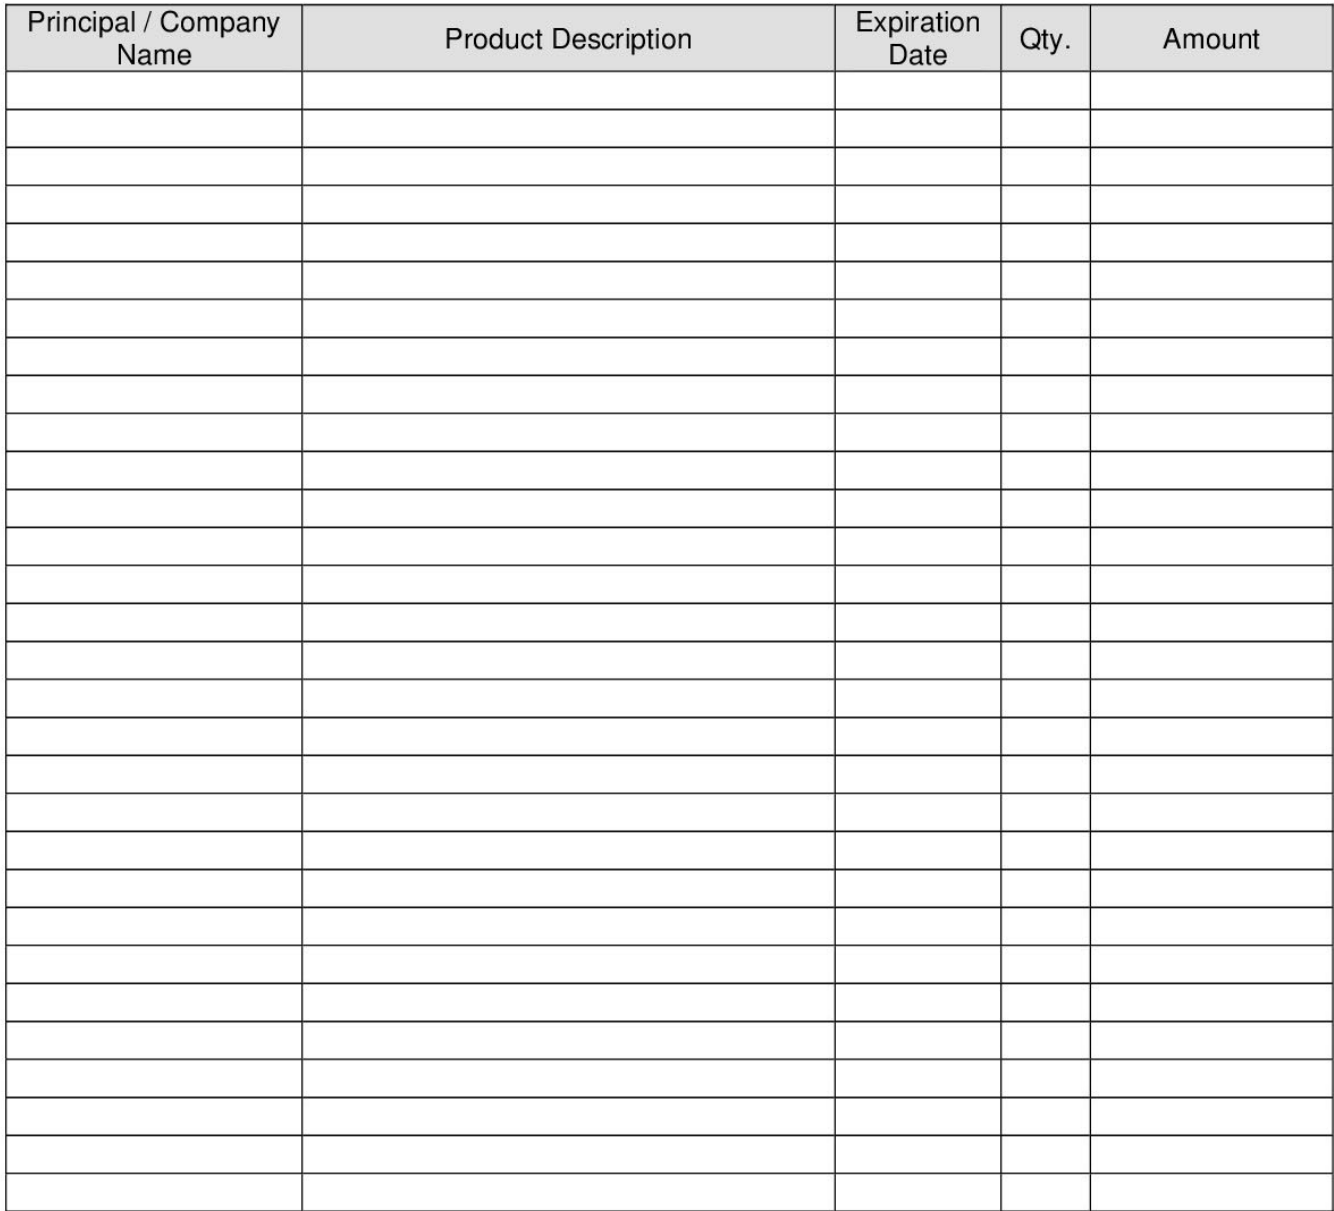 Principal / Company
Name
Product Description
Expiration
Date
Qty.
Amount